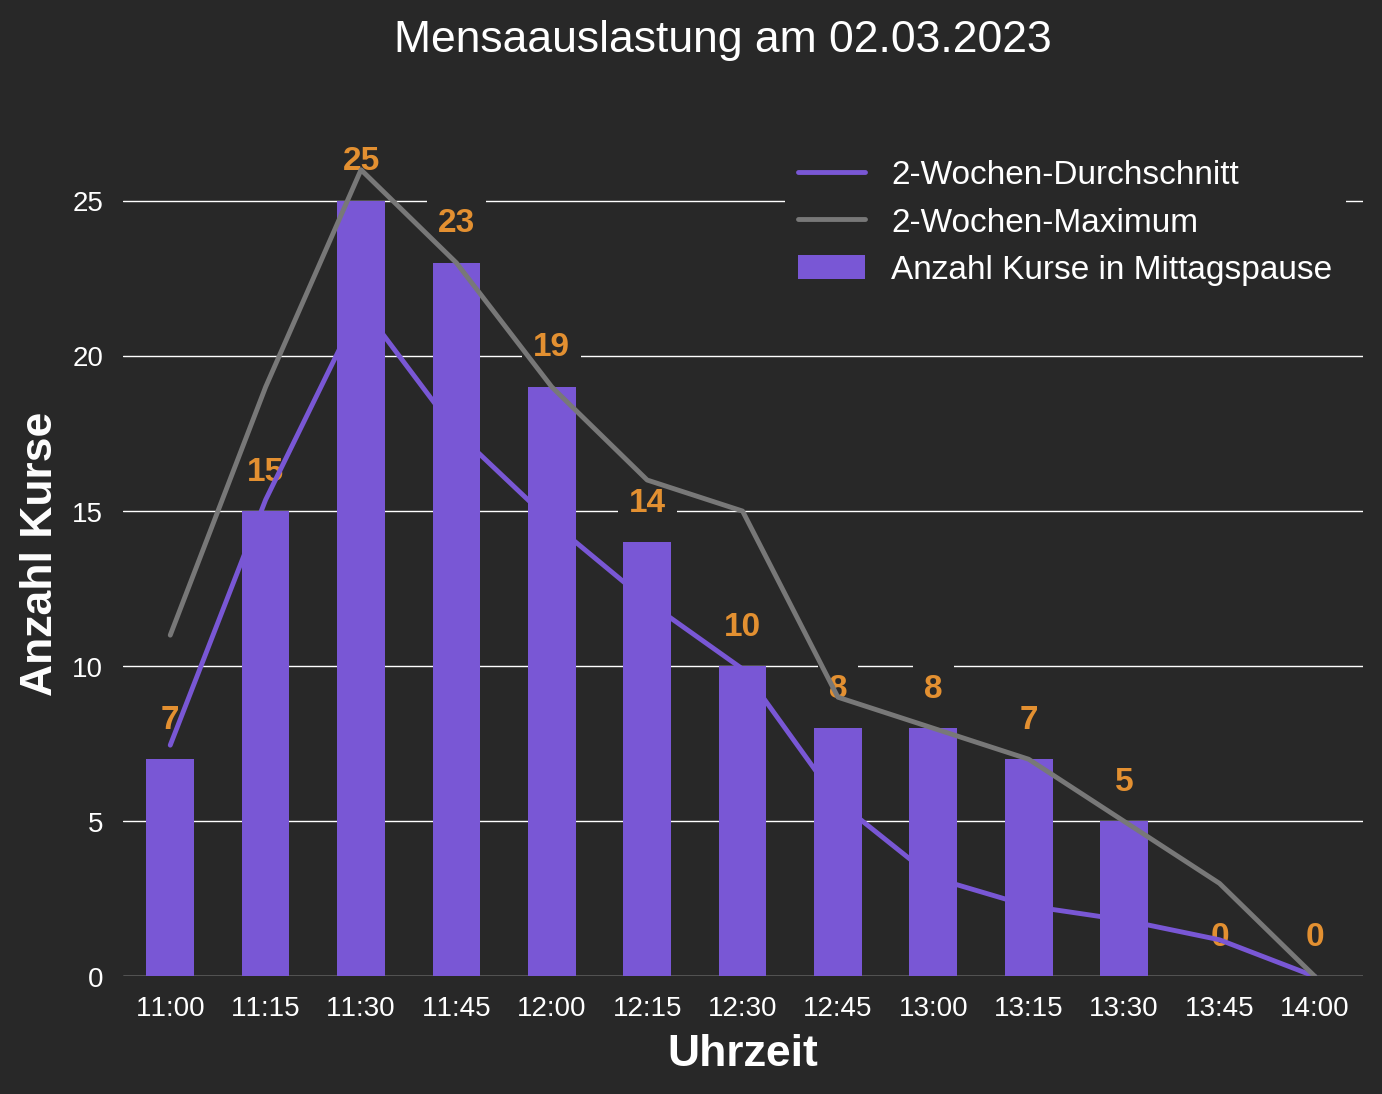 Mensaauslastung am 02.03.2023
2-Wochen-Durchschnitt
2-Wochen-Maximum
Anzahl Kurse in Mittagspause
Anzahl Kurse
25
20
15
10
5
0
7
15
25
23
19
14
10
8
8
7
5
0
0
11:00 11:15 11:30 11:45 12:00 12:15 12:30 12:45 13:00 13:15 13:30 13:45 14:00
Uhrzeit